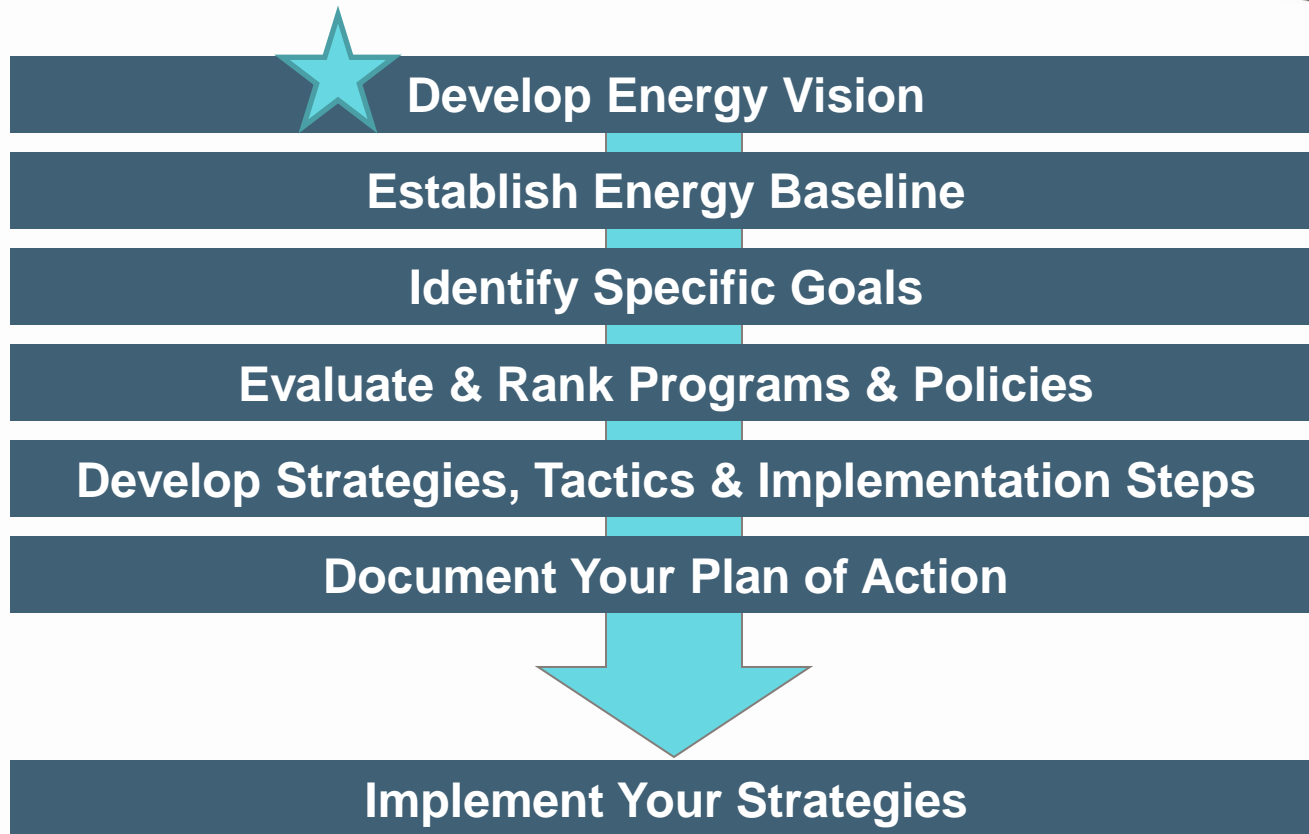 Develop Energy Vision
Establish Energy Baseline
Identify Specific Goals
Evaluate & Rank Programs & Policies
Develop Strategies, Tactics & Implementation Steps
Document Your Plan of Action
Implement Your Strategies